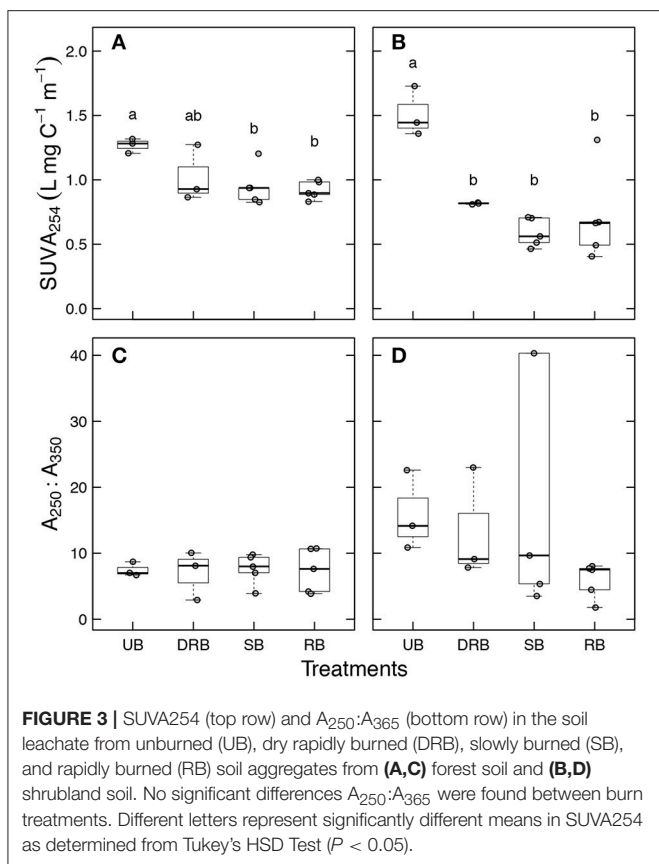 A
B
2.0
1.5
1.0
0.5
0.0
SUVA254 (L mg C−1 m−1)
a
ab
b
b
a
b
b
b
C
D
40
30
20
10
0
A250 : A350
UB DRB SB RB UB DRB SB RB
Treatments
FIGURE 3 | SUVA254 (top row) and A250:A365 (bottom row) in the soil
leachate from unburned (UB), dry rapidly burned (DRB), slowly burned (SB),
and rapidly burned (RB) soil aggregates from (A,C) forest soil and (B,D)
shrubland soil. No significant differences A250:A365 were found between burn
treatments. Different letters represent significantly different means in SUVA254
as determined from Tukey's HSD Test (P < 0.05).